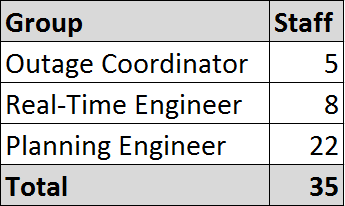 Group Staff
Outage Coordinator 5
Real-Time Engineer 8
Planning Engineer 22
Total 35